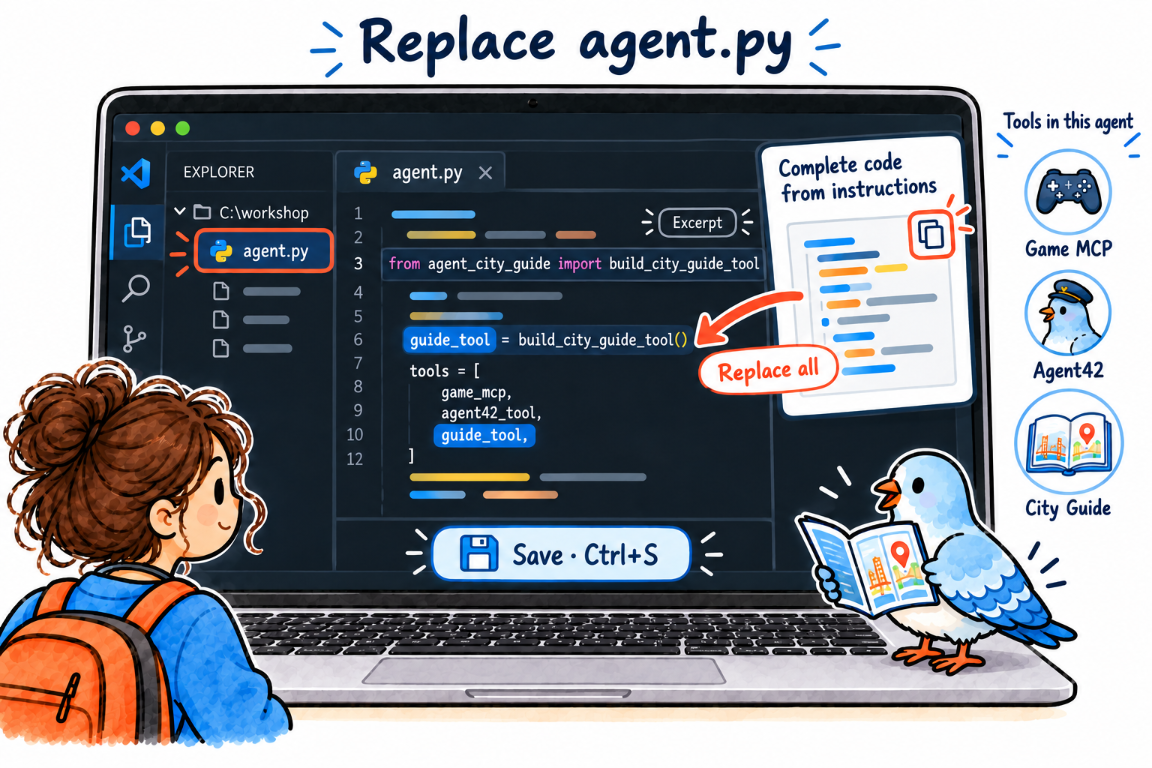 Replace agent.py
EXPLORER
C:\workshop
agent.py
agent.py
1
2
3 from agent_city_guide import build_city_guide_tool
4
5
6 guide_tool = build_city_guide_tool()
7 tools = [
8 game_mcp,
9 agent42_tool,
10 guide_tool,
12 ]
Excerpt
Complete code
from instructions
Replace all
Save · Ctrl+S
Tools in this agent
Game MCP
Agent42
City Guide